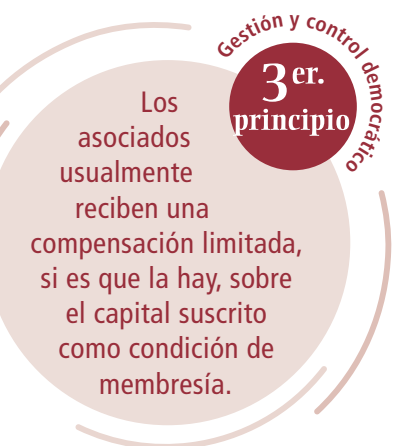 Gestión y control democrático
3er.
principio
Los
asociados
usualmente
reciben una
compensación limitada,
si es que la hay, sobre
el capital suscrito
como condición de
membresía.